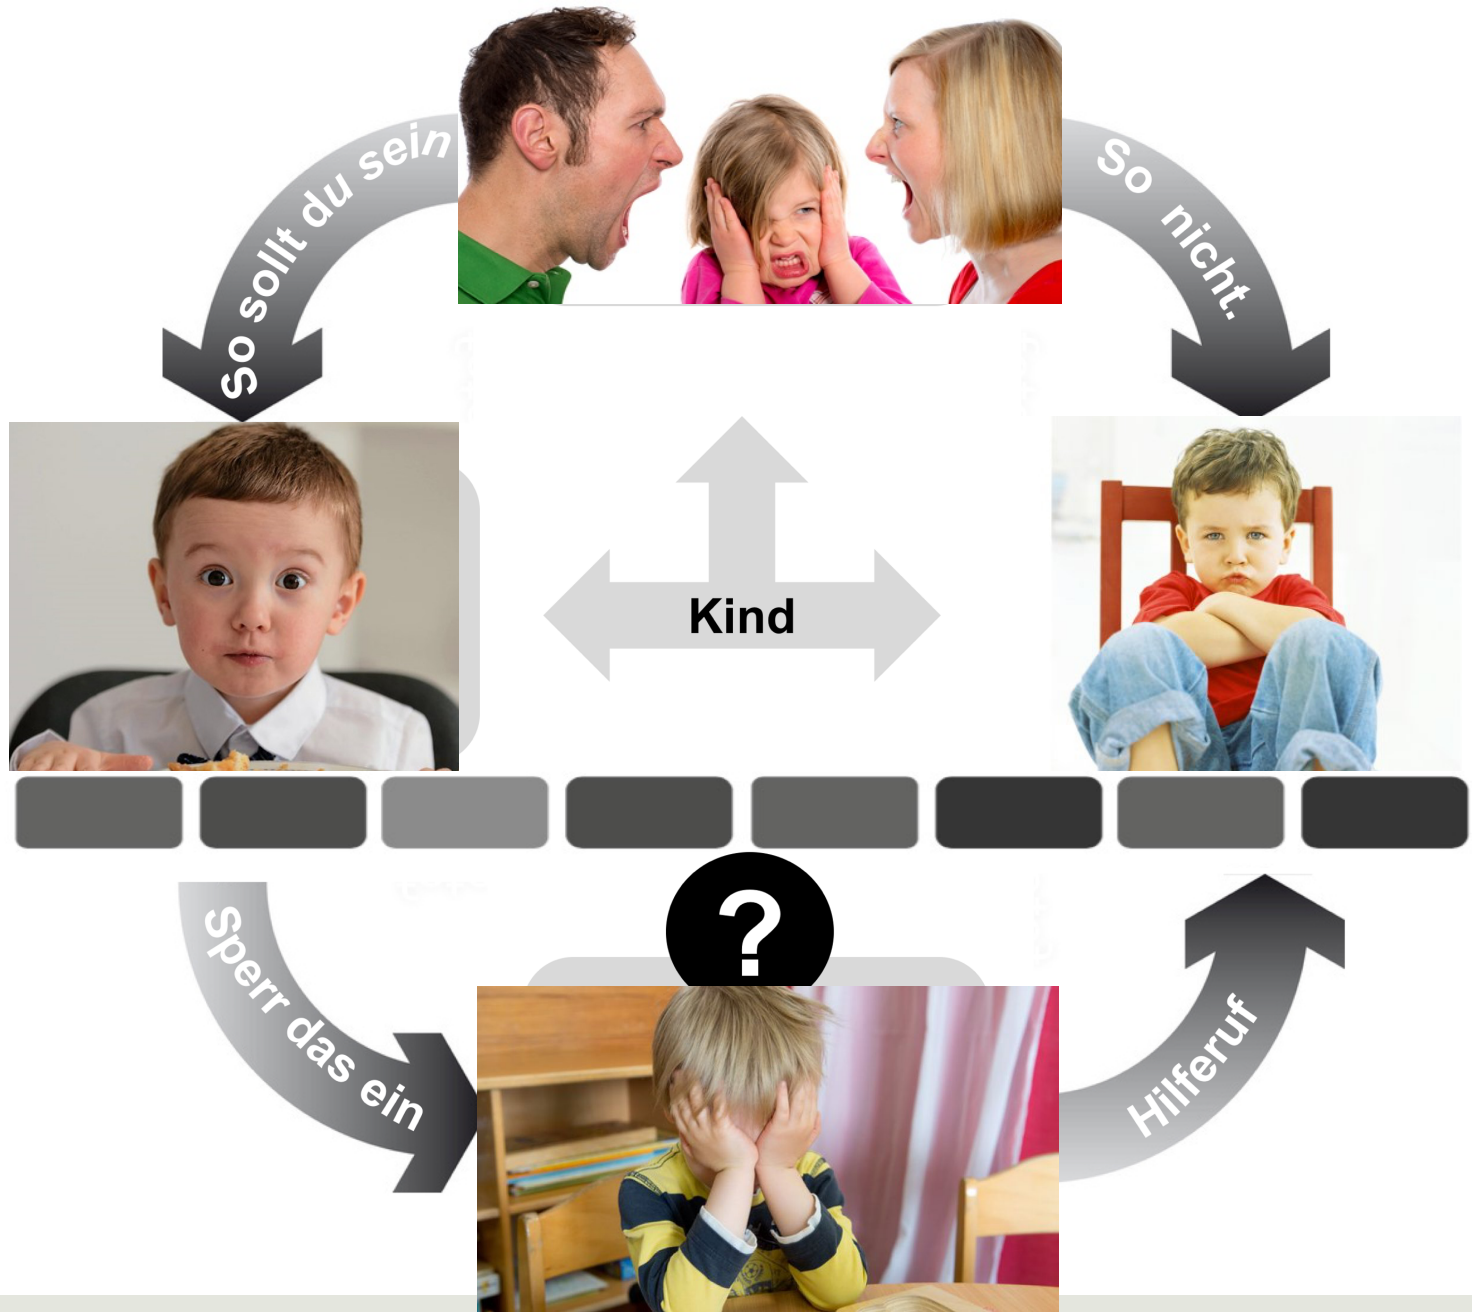 So sollt du sein
So nicht.
Kind
?
Sperr das ein
Hilferuf